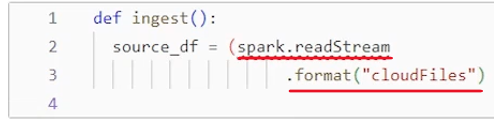 1 def ingest():
2 source_df = (spark.readStream
3 .format("cloudFiles")
4